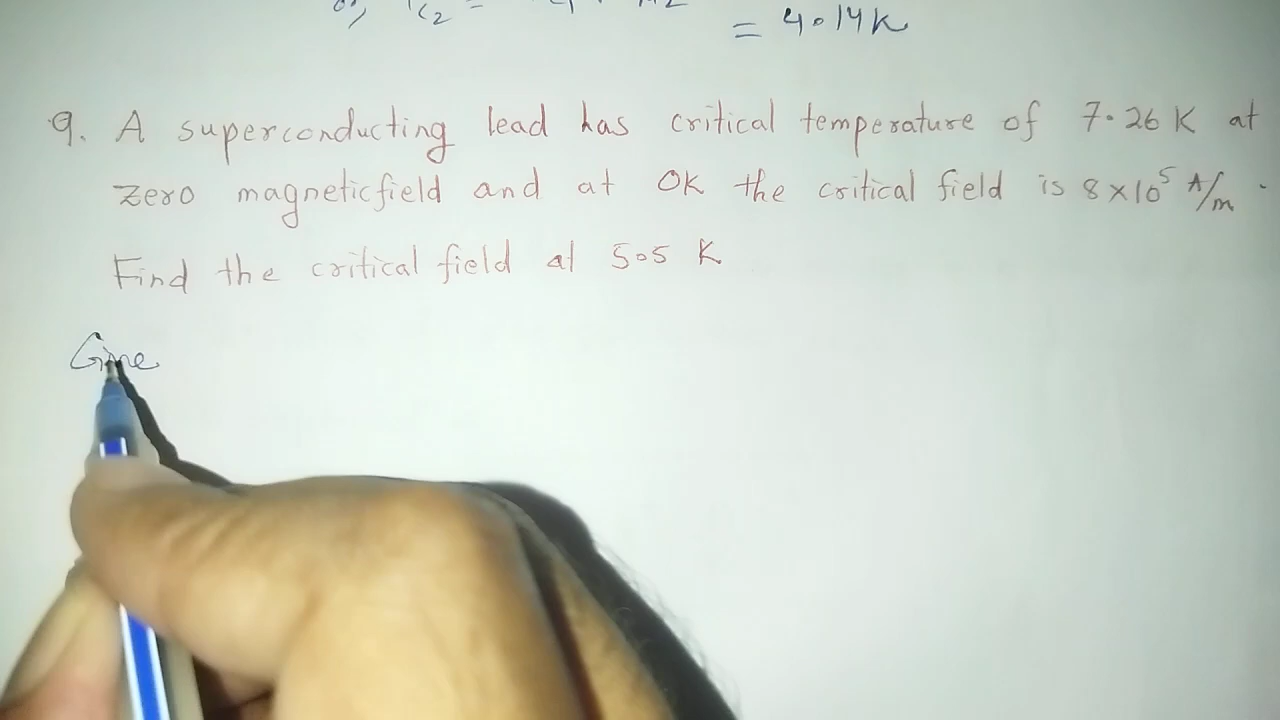 = 4.14K
9. A superconducting lead has critical temperature of 7.26 K at
zero magneticfield and at 0K the critical field is 8×10⁵ A/m.
Find the critical field at 5.5 K
Give